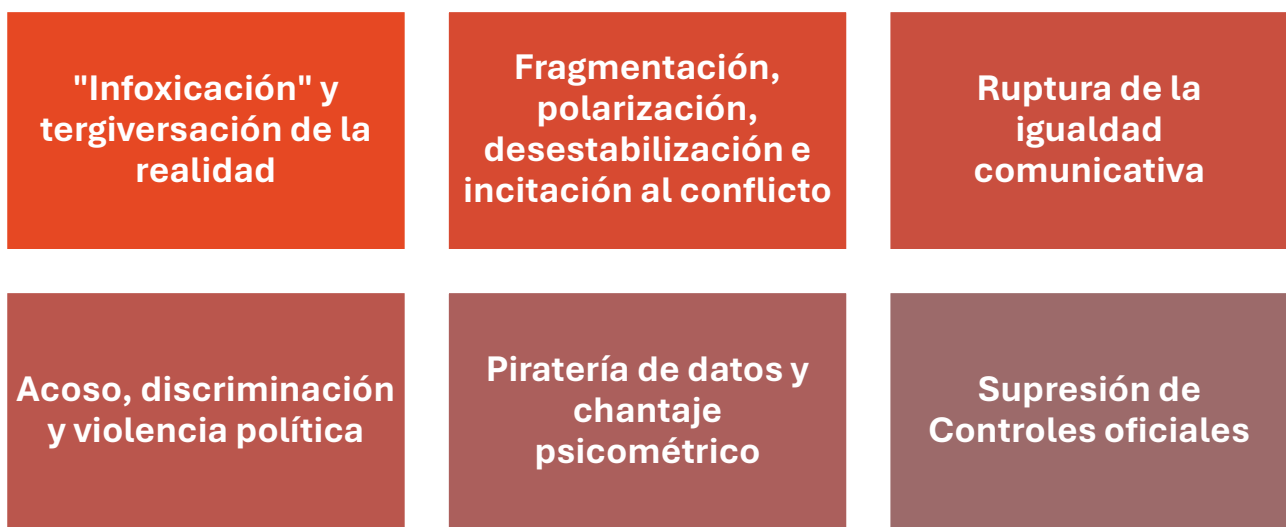 "Infoxicación" y
tergiversación de la
realidad
Fragmentación,
polarización,
desestabilización e
incitación al conflicto
Ruptura de la
igualdad
comunicativa
Acoso, discriminación
y violencia política
Piratería de datos y
chantaje
psicométrico
Supresión de
Controles oficiales